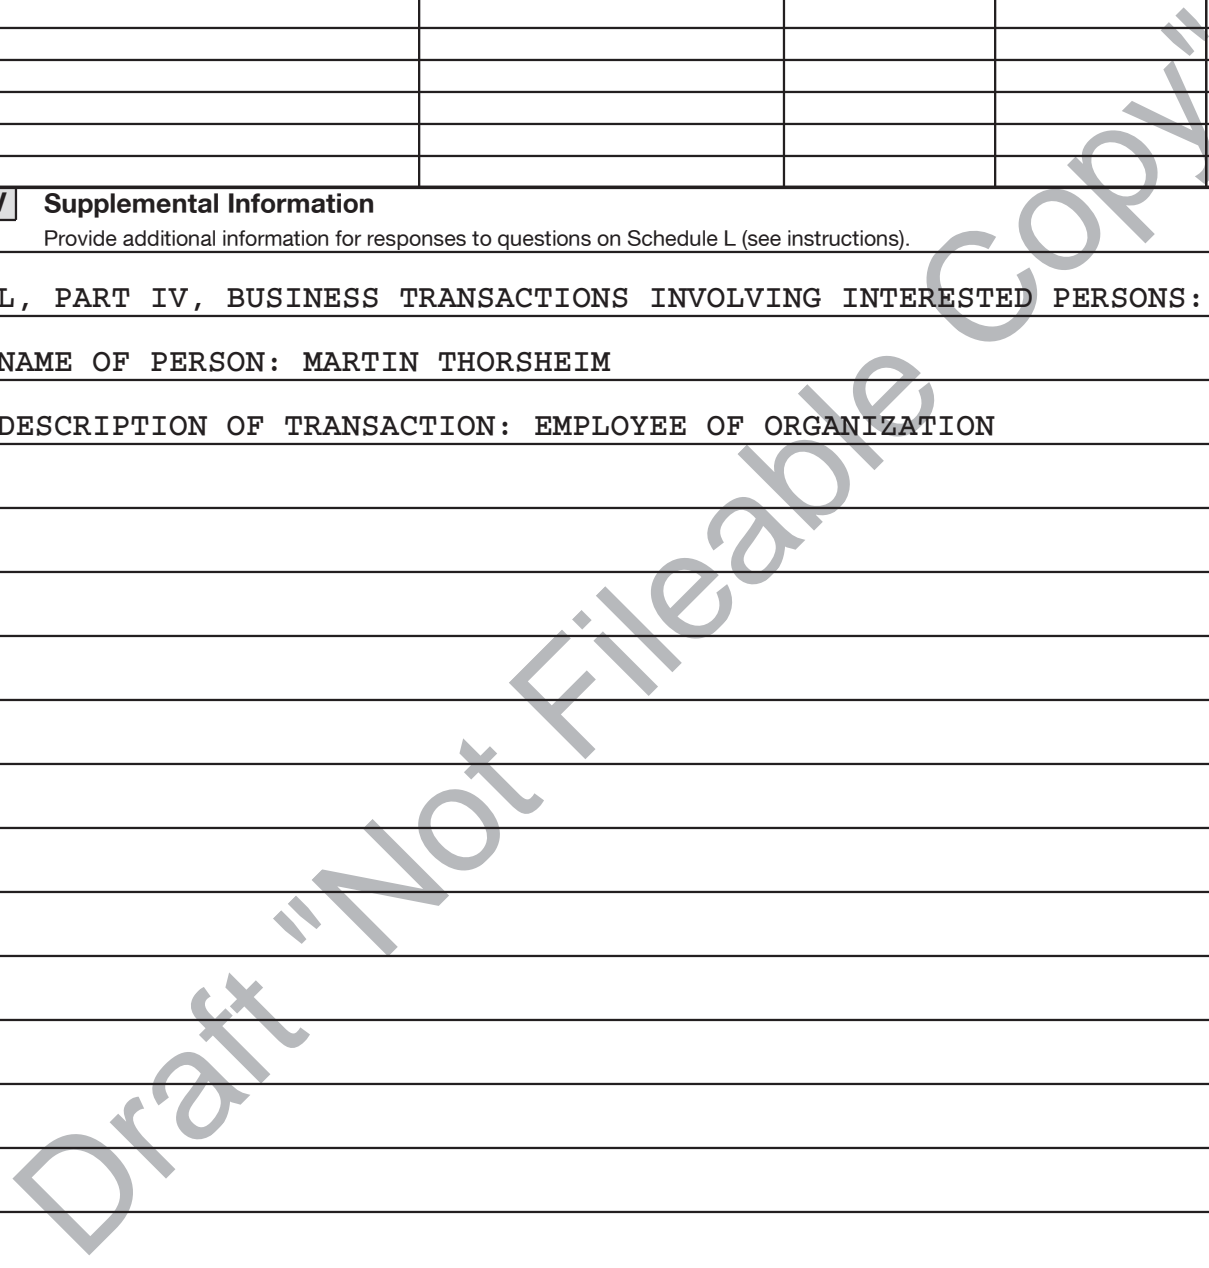 V Supplemental Information
Provide additional information for responses to questions on Schedule L (see instructions).
L, PART IV, BUSINESS TRANSACTIONS INVOLVING INTERESTED PERSONS:
NAME OF PERSON: MARTIN THORSHEIM
DESCRIPTION OF TRANSACTION: EMPLOYEE OF ORGANIZATION
Draft "Not Fileable Copy"